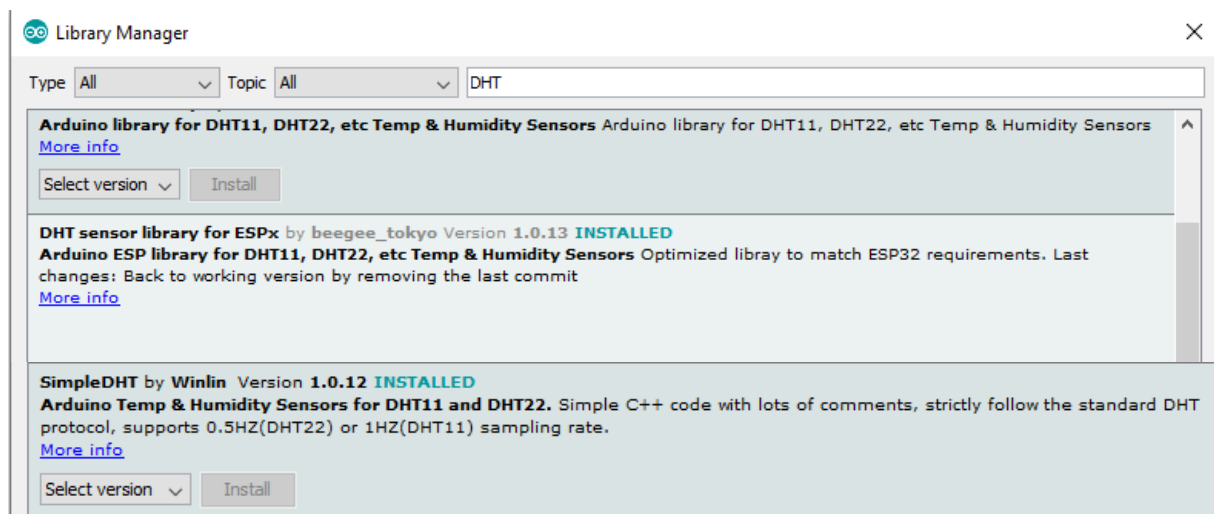 Library Manager
Type All Topic All DHT
Arduino library for DHT11, DHT22, etc Temp & Humidity Sensors Arduino library for DHT11, DHT22, etc Temp & Humidity Sensors
More info
Select version Install
DHT sensor library for ESPx by beegee_tokyo Version 1.0.13 INSTALLED
Arduino ESP library for DHT11, DHT22, etc Temp & Humidity Sensors Optimized libray to match ESP32 requirements. Last
changes: Back to working version by removing the last commit
More info
SimpleDHT by Winlin Version 1.0.12 INSTALLED
Arduino Temp & Humidity Sensors for DHT11 and DHT22. Simple C++ code with lots of comments, strictly follow the standard DHT
protocol, supports 0.5HZ(DHT22) or 1HZ(DHT11) sampling rate.
More info
Select version Install